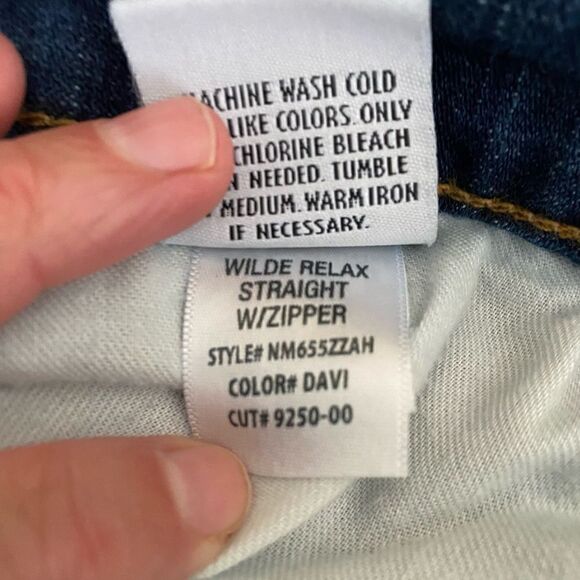 MACHINE WASH COLD
LIKE COLORS. ONLY
CHLORINE BLEACH
NEEDED. TUMBLE
MEDIUM. WARM IRON
IF NECESSARY.
WILDE RELAX
STRAIGHT
W/ZIPPER
STYLE# NM655ZZAH
COLOR# DAVI
CUT# 9250-00